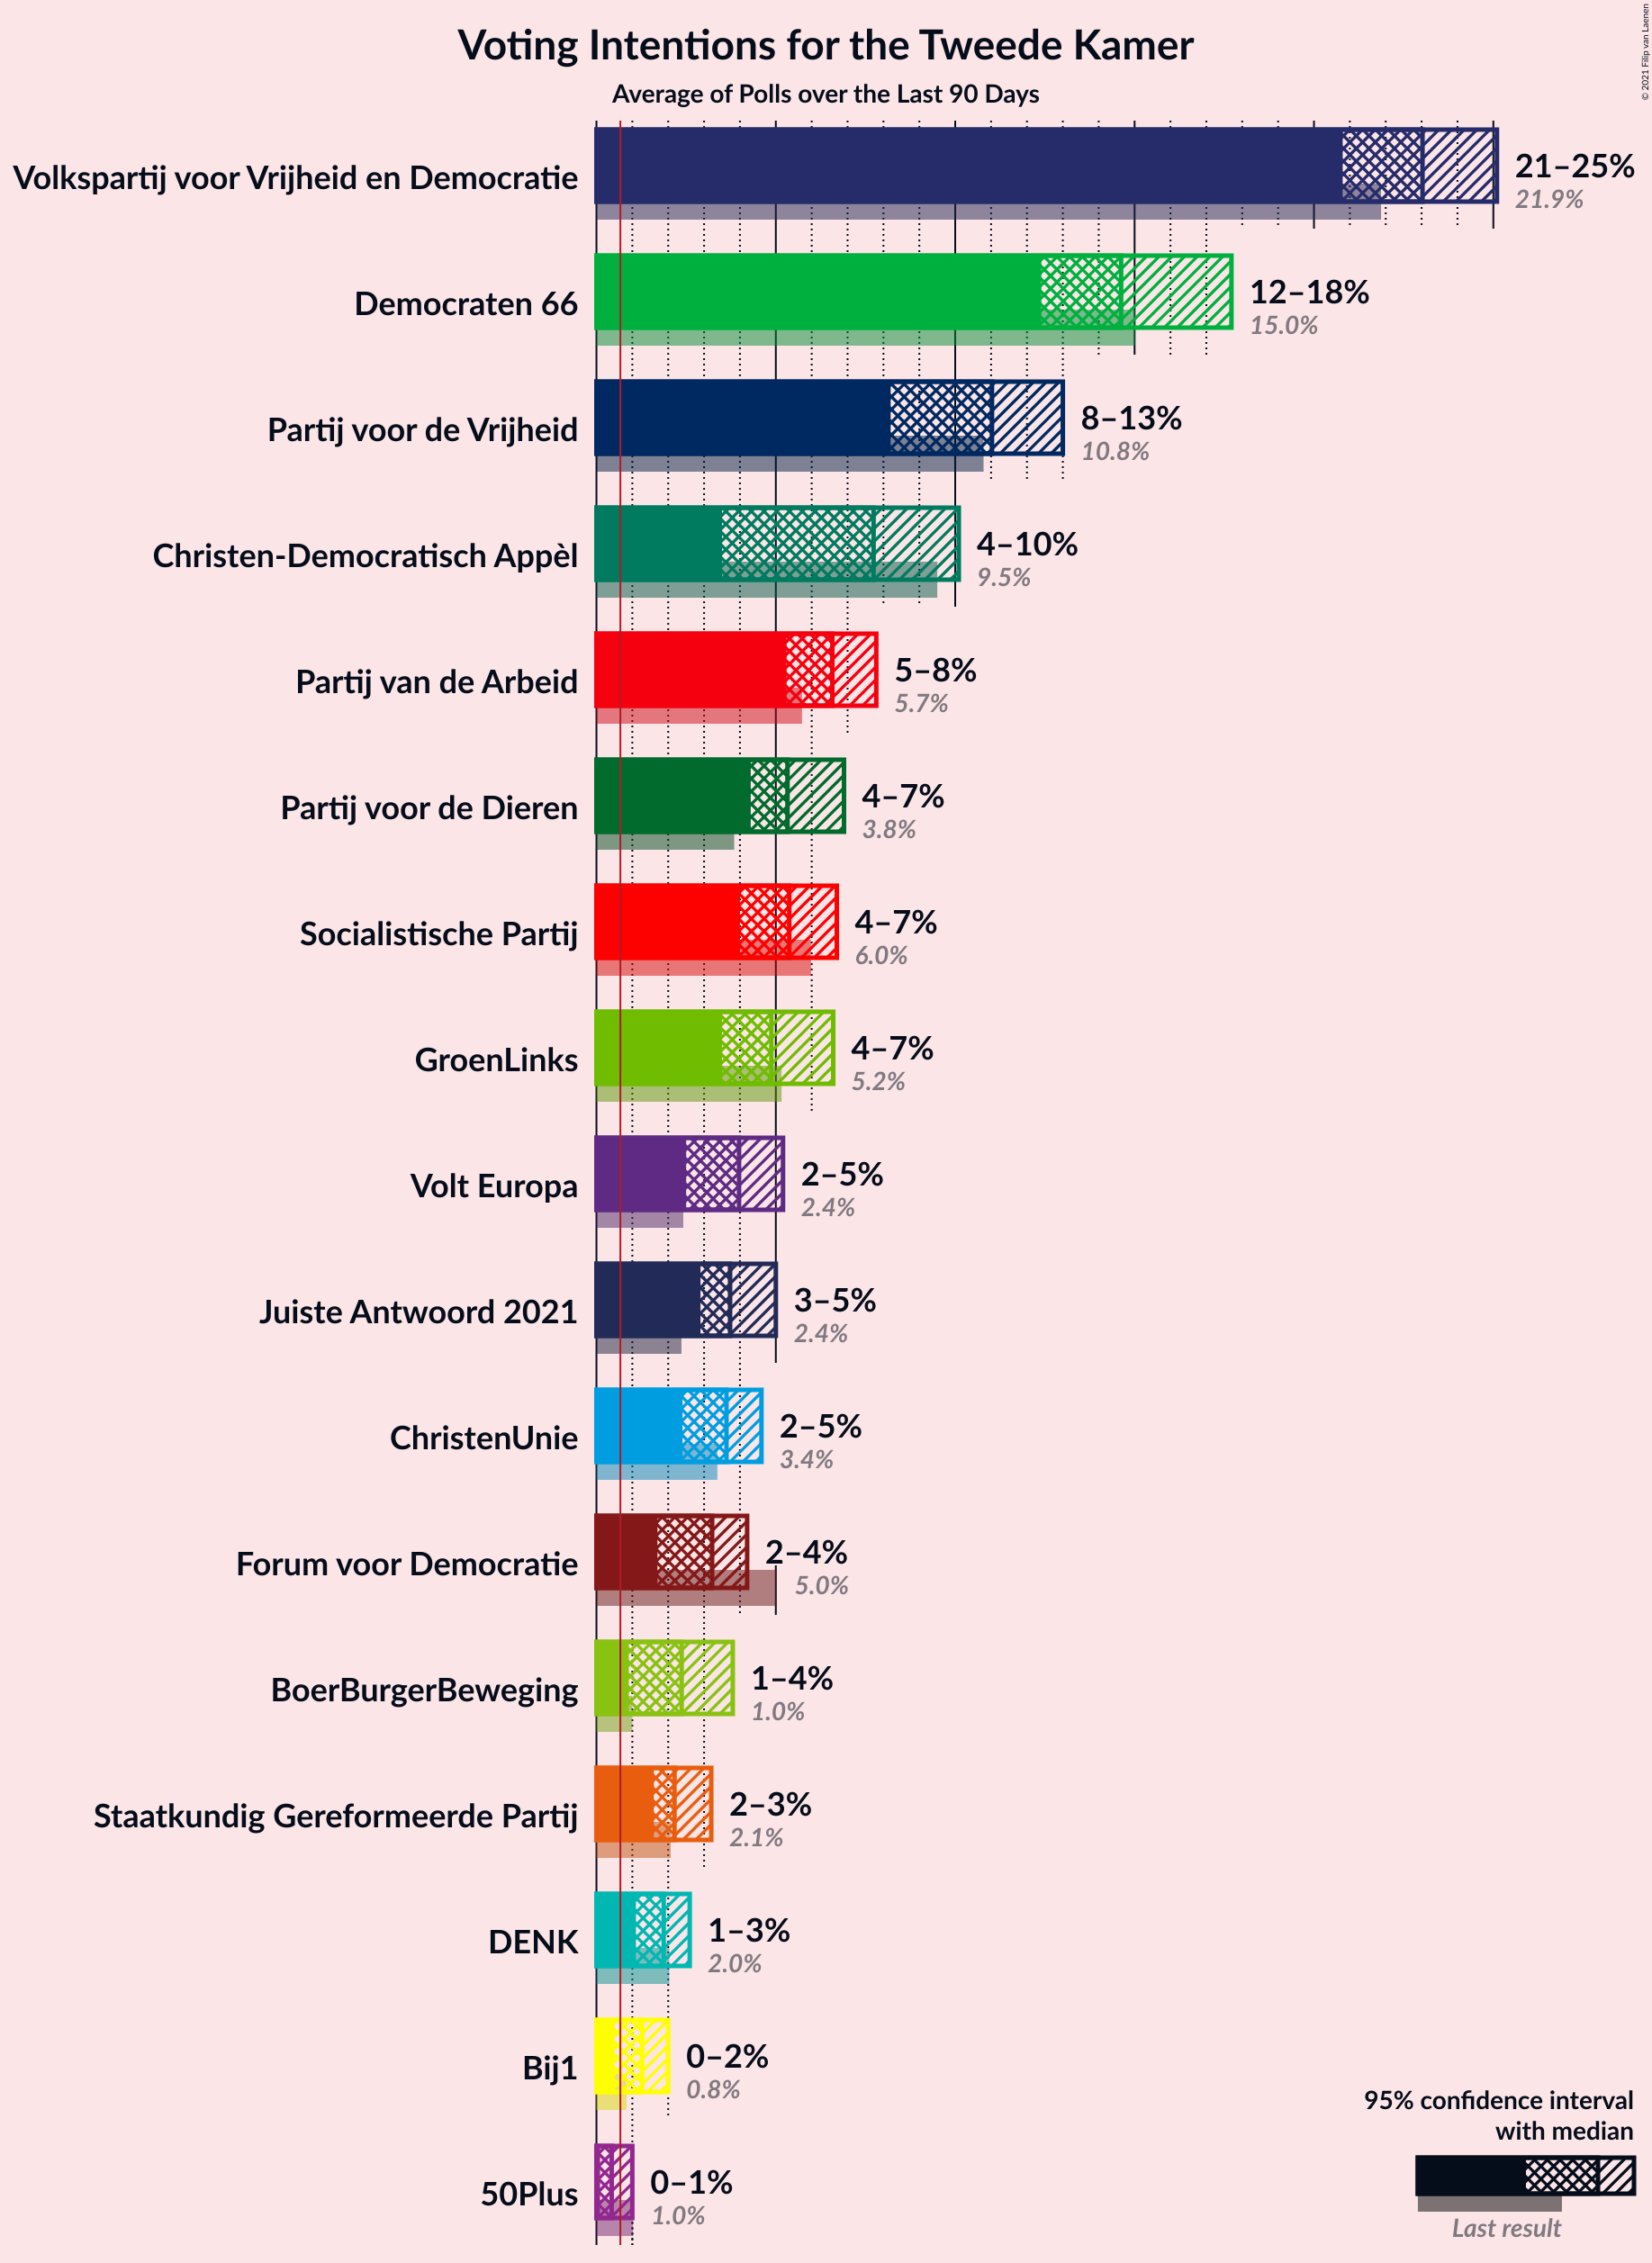 Voting Intentions for the Tweede Kamer
Average of Polls over the Last 90 Days
© 2021 Filip van Laenen
Volkspartij voor Vrijheid en Democratie
21–25%
21.9%
Democraten 66
12–18%
15.0%
Partij voor de Vrijheid
8–13%
10.8%
Christen-Democratisch Appèl
4–10%
9.5%
Partij van de Arbeid
5–8%
5.7%
Partij voor de Dieren
4–7%
3.8%
Socialistische Partij
4–7%
6.0%
GroenLinks
4–7%
5.2%
Volt Europa
2–5%
2.4%
Juiste Antwoord 2021
3–5%
2.4%
ChristenUnie
2–5%
3.4%
Forum voor Democratie
2–4%
5.0%
BoerBurgerBeweging
1–4%
1.0%
Staatkundig Gereformeerde Partij
2–3%
2.1%
DENK
1–3%
2.0%
Bij1
0–2%
0.8%
50Plus
0–1%
1.0%
95% confidence interval
with median
Last result